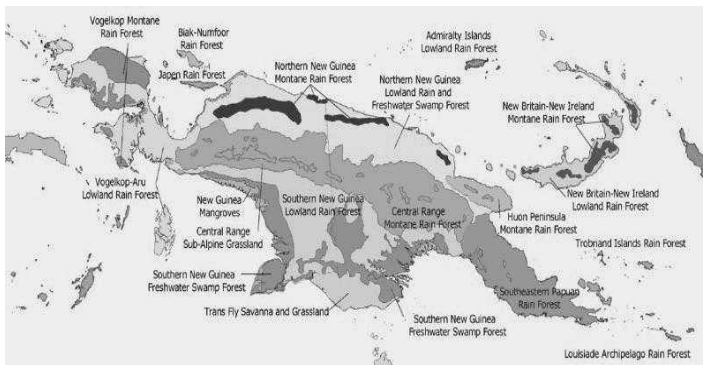 Vogelkop Montane
Rain Forest
Biak-Numfoor
Rain Forest
Japen Rain Forest
Northern New Guinea
Montane Rain Forest
Admiralty Islands
Lowland Rain Forest
Northern New Guinea
Lowland Rain and
Freshwater Swamp Forest
New Britain-New Ireland
Montane Rain Forest
Vogelkop-Aru
Lowland Rain Forest
New Guinea
Mangroves
Southern New Guinea
Lowland Rain Forest
Central Range
Montane Rain Forest
New Britain-New Ireland
Lowland Rain Forest
Huon Peninsula
Montane Rain Forest
Central Range
Sub-Alpine Grassland
Trobriand Islands Rain Forest
Southern New Guinea
Freshwater Swamp Forest
Southeastern Papuan
Rain Forest
Trans Fly Savanna and Grassland
Southern New Guinea
Freshwater Swamp Forest
Louisiade Archipelago Rain Forest